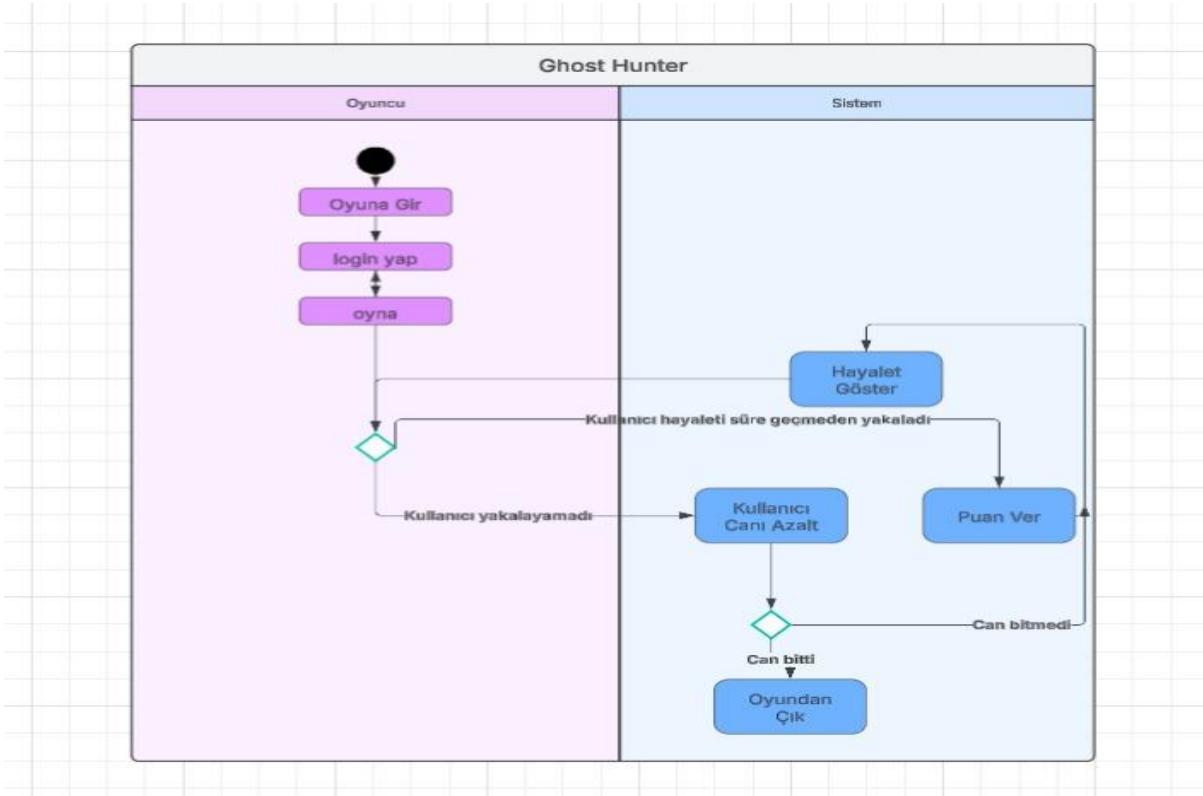 Ghost Hunter
Oyuncu
Sistem
Oyuna Gir
login yap
oyna
Hayalet
Göster
Kullanıcı hayaleti süre geçmeden yakaladı
Kullanıcı yakalayamadı
Kullanıcı
Canı Azalt
Puan Ver
Can bitmedi
Can bitti
Oyundan
Çık